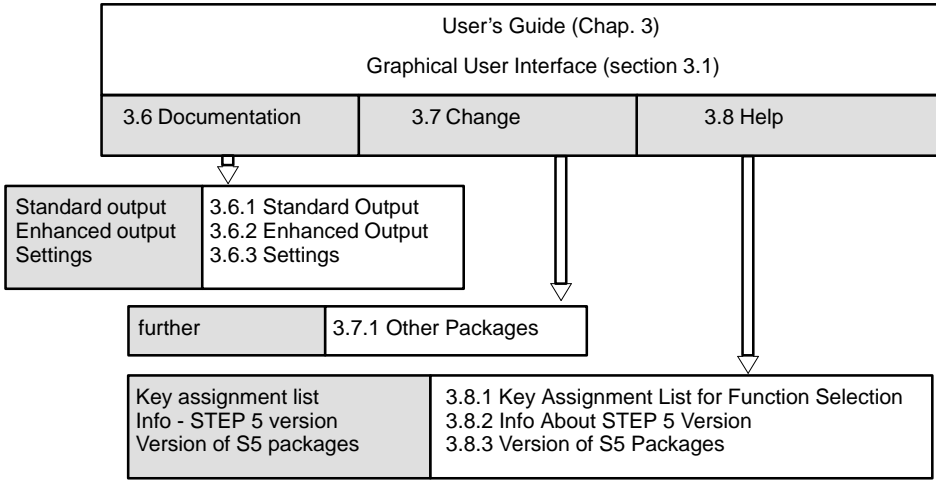 User's Guide (Chap. 3)
Graphical User Interface (section 3.1)
3.6 Documentation
3.7 Change
3.8 Help
Standard output
Enhanced output
Settings
3.6.1 Standard Output
3.6.2 Enhanced Output
3.6.3 Settings
further
3.7.1 Other Packages
Key assignment list
Info - STEP 5 version
Version of S5 packages
3.8.1 Key Assignment List for Function Selection
3.8.2 Info About STEP 5 Version
3.8.3 Version of S5 Packages